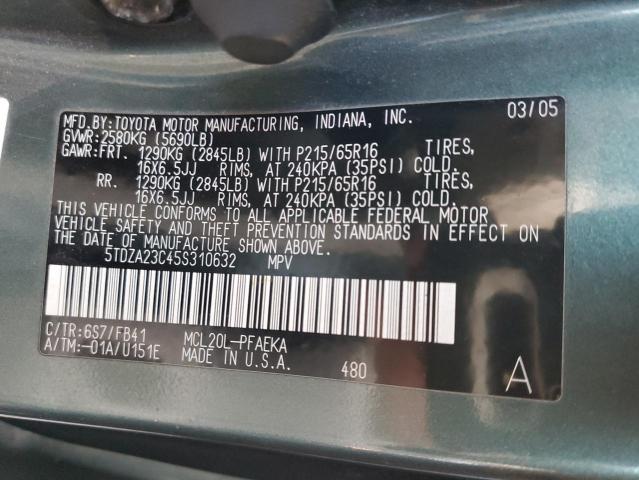 MFD.BY:TOYOTA MOTOR MANUFACTURING, INDIANA, INC. 03/05
GVWR:2580KG (5690LB)
GAWR:FRT. 1290KG (2845LB) WITH P215/65R16 TIRES,
16X6.5JJ RIMS, AT 240KPA (35PSI) COLD.
RR. 1290KG (2845LB) WITH P215/65R16 TIRES,
16X6.5JJ RIMS, AT 240KPA (35PSI) COLD.
THIS VEHICLE CONFORMS TO ALL APPLICABLE FEDERAL MOTOR
VEHICLE SAFETY AND THEFT PREVENTION STANDARDS IN EFFECT ON
THE DATE OF MANUFACTURE SHOWN ABOVE.
5TDZA23C45S310632 MPV
C/TR:6S7/FB41 MCL20L-PFAEKA
A/TM:-01A/U151E MADE IN U.S.A. 480 A